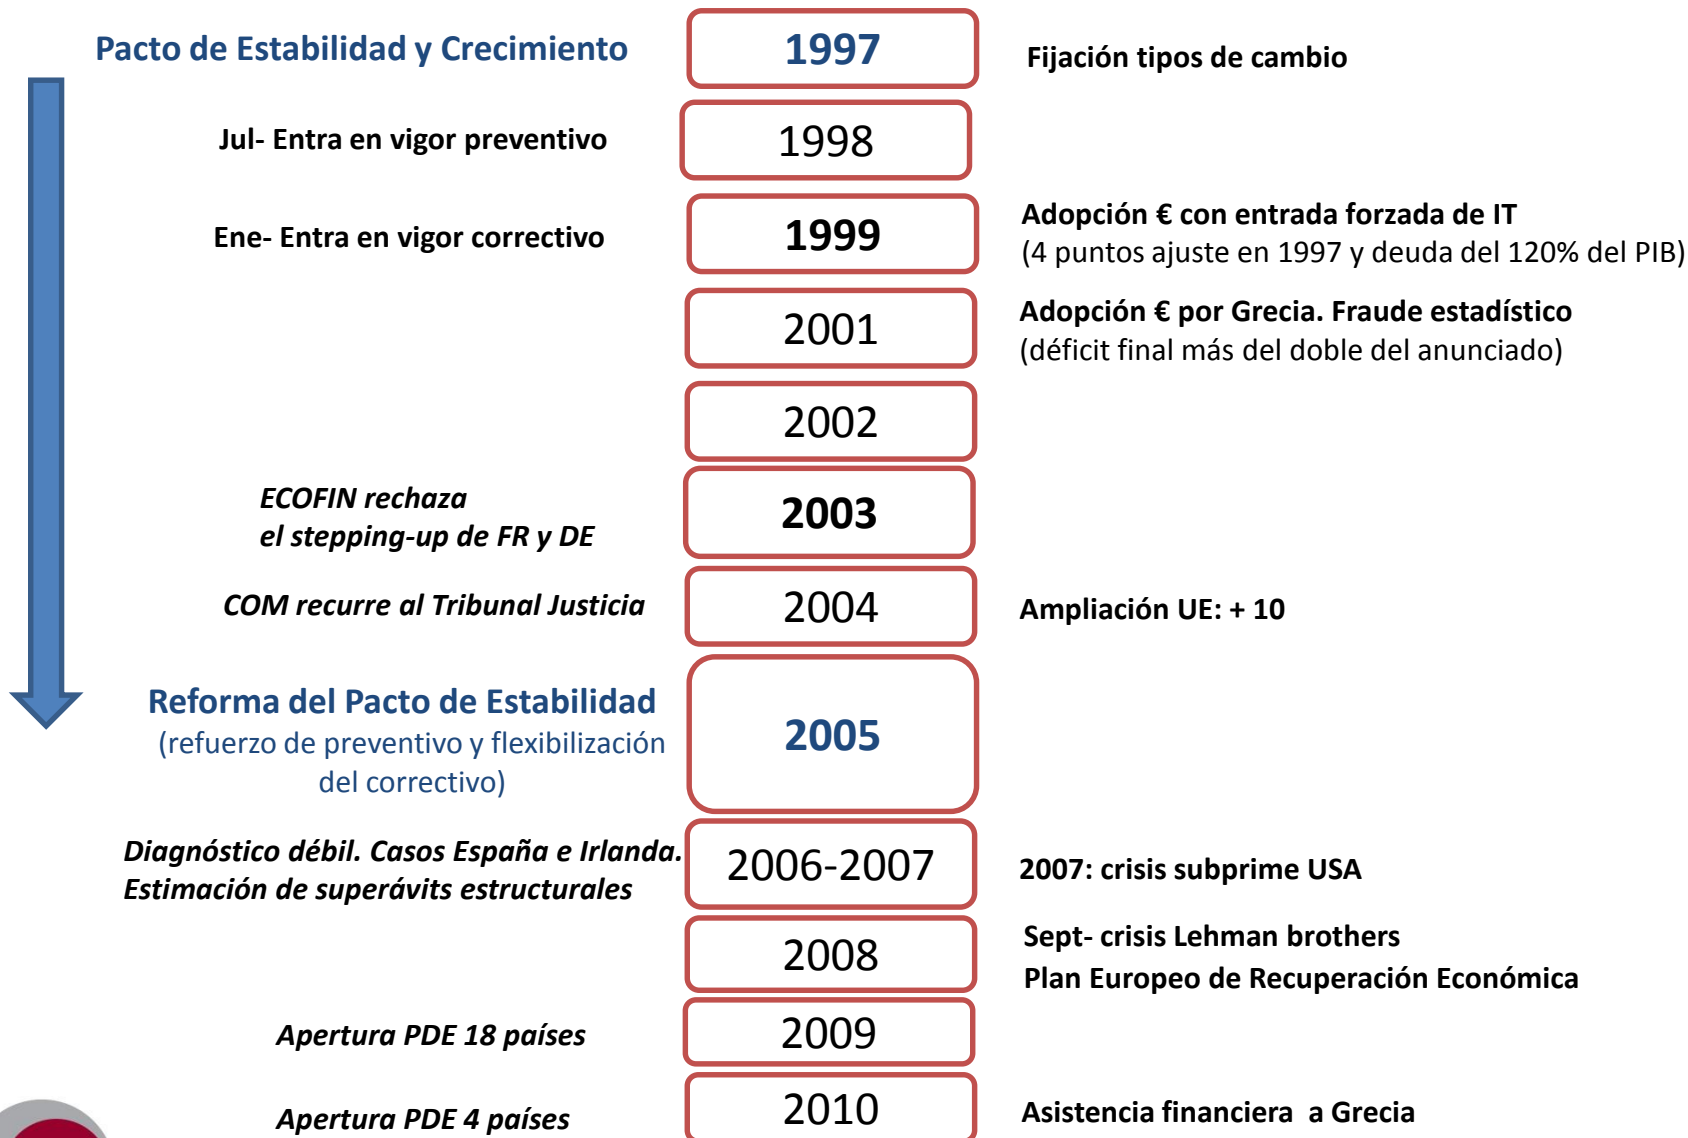 Pacto de Estabilidad y Crecimiento
1997
Fijación tipos de cambio
Jul- Entra en vigor preventivo
1998
Ene- Entra en vigor correctivo
1999
Adopción € con entrada forzada de IT
(4 puntos ajuste en 1997 y deuda del 120% del PIB)
2001
Adopción € por Grecia. Fraude estadístico
(déficit final más del doble del anunciado)
2002
ECOFIN rechaza
el stepping-up de FR y DE
2003
COM recurre al Tribunal Justicia
2004
Ampliación UE: + 10
Reforma del Pacto de Estabilidad
(refuerzo de preventivo y flexibilización
del correctivo)
2005
Diagnóstico débil. Casos España e Irlanda.
Estimación de superávits estructurales
2006-2007
2007: crisis subprime USA
2008
Sept- crisis Lehman brothers
Plan Europeo de Recuperación Económica
Apertura PDE 18 países
2009
Apertura PDE 4 países
2010
Asistencia financiera a Grecia